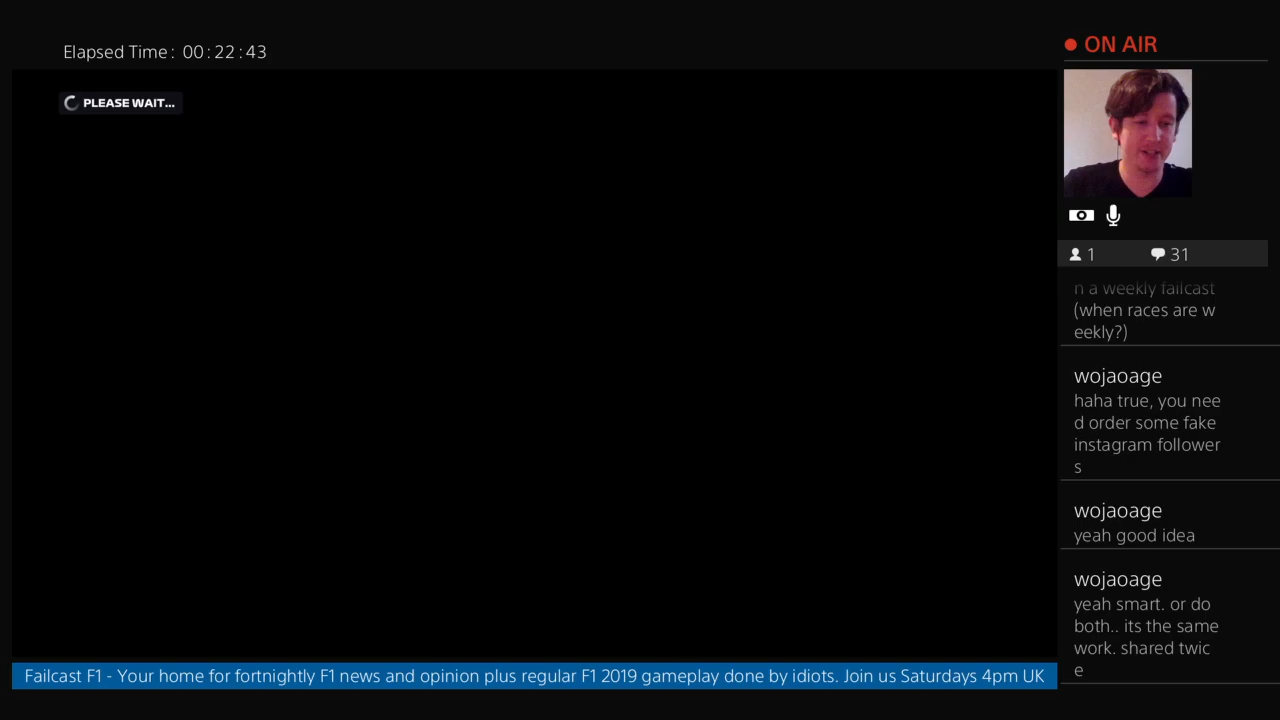 Elapsed Time: 00:22:43
ON AIR
PLEASE WAIT...
1 31
n a weekly failcast
(when races are w
eekly?)
wojaoage
haha true, you nee
d order some fake
instagram follower
s
wojaoage
yeah good idea
wojaoage
yeah smart. or do
both.. its the same
work. shared twic
e
Failcast F1 - Your home for fortnightly F1 news and opinion plus regular F1 2019 gameplay done by idiots. Join us Saturdays 4pm UK